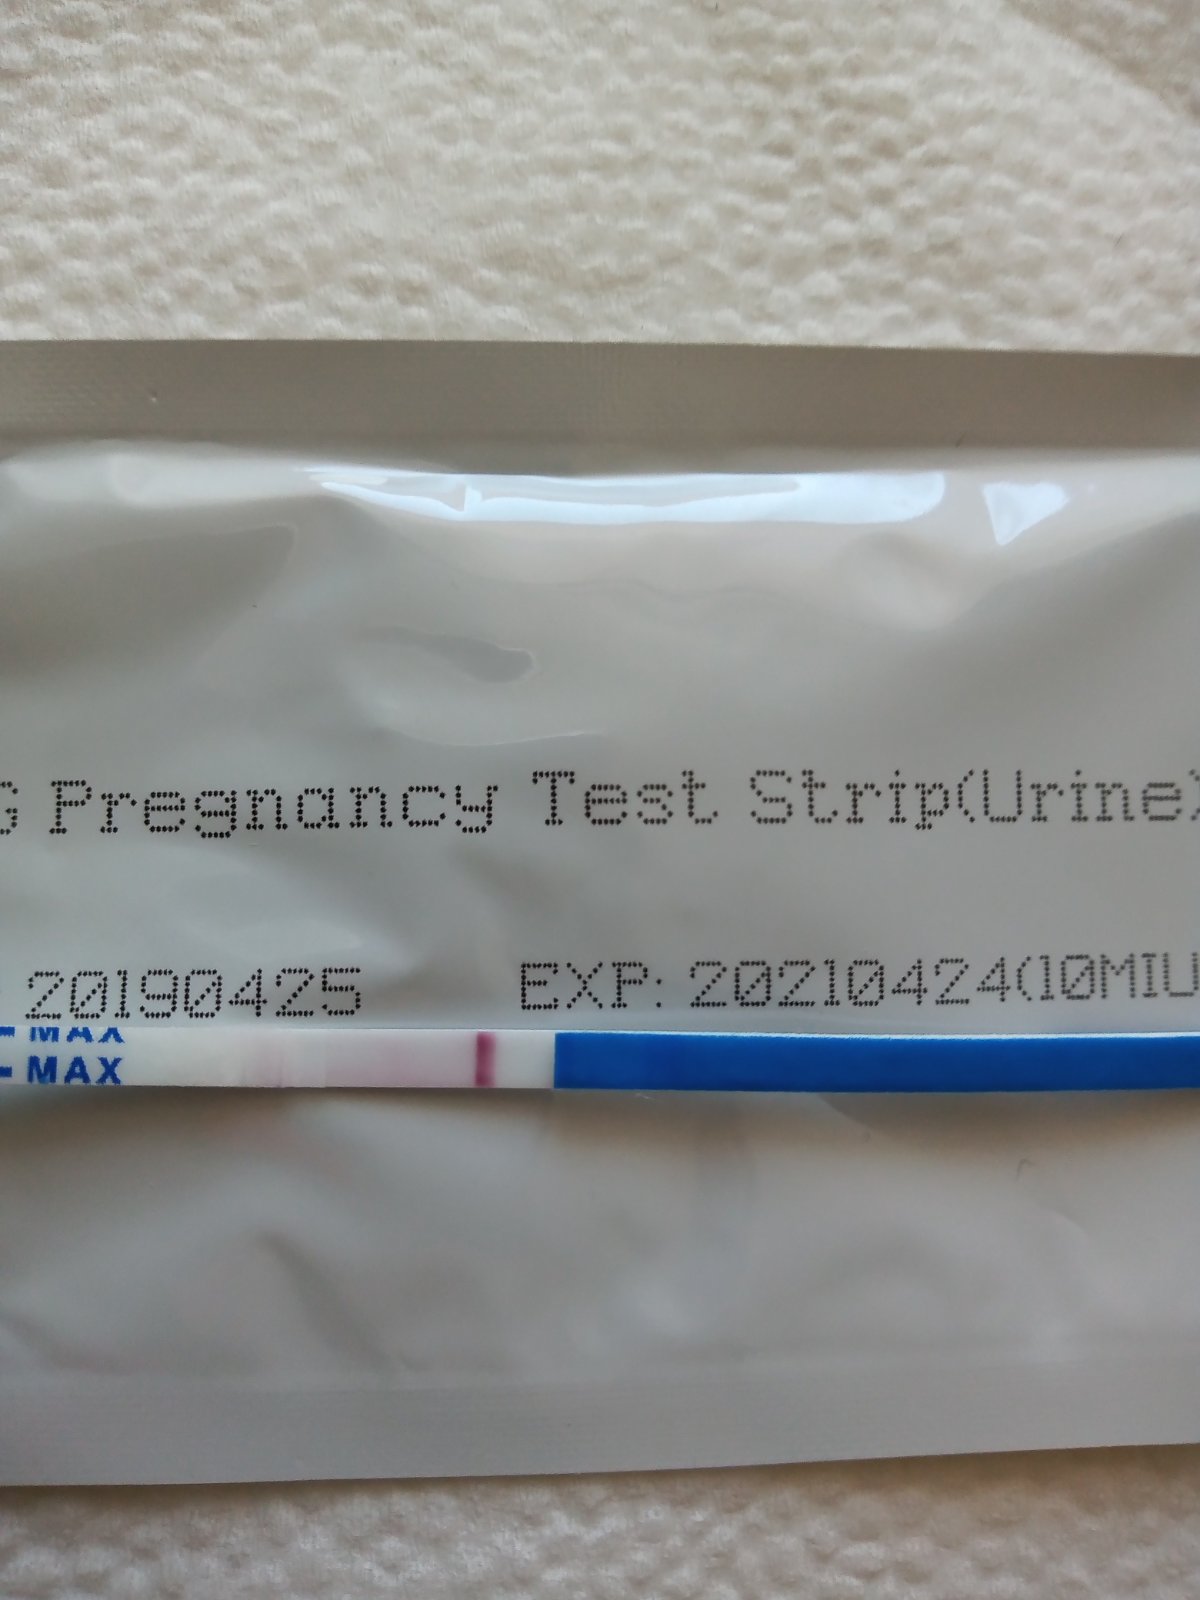 G Pregnancy Test Strip(Urine)
20190425 EXP: 20210424(10MIU
MAX
MAX